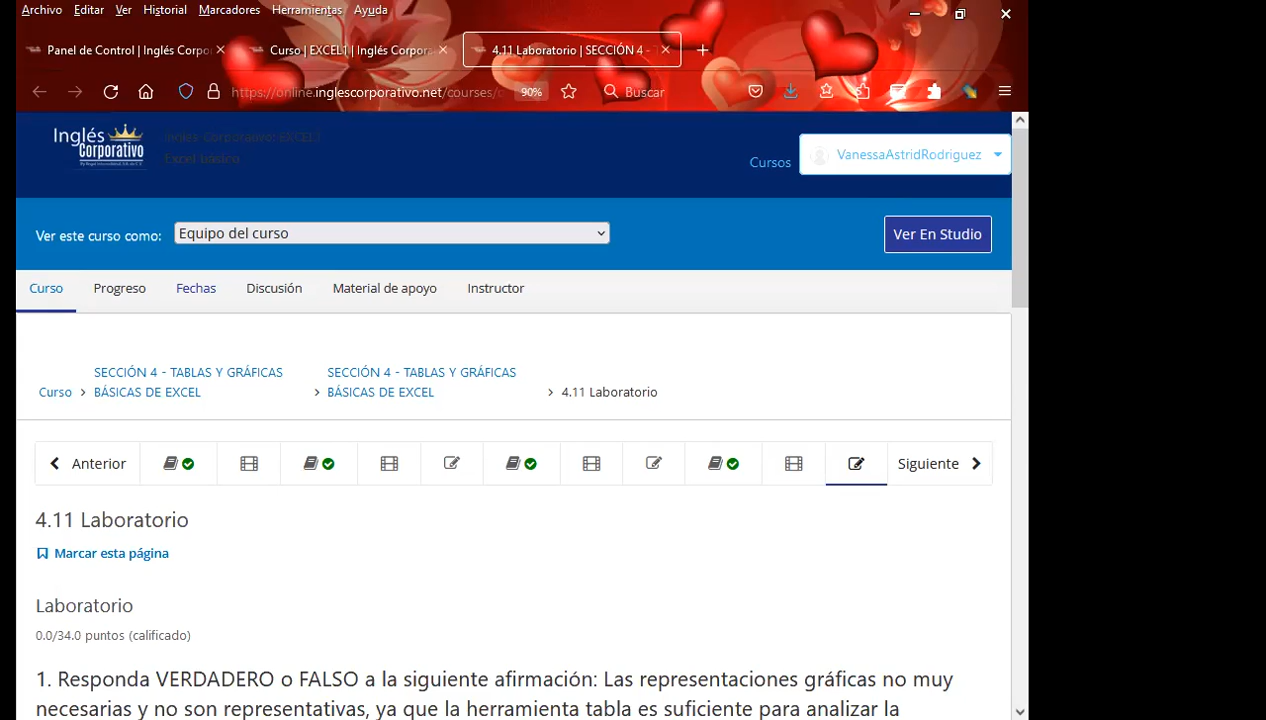 Archivo Editar Ver Historial Marcadores Herramientas Ayuda
Panel de Control | Inglés Corpor Curso | EXCEL1 | Inglés Corpora 4.11 Laboratorio | SECCIÓN 4 -
https://online.inglescorporativo.net/courses/ 90% Buscar
Inglés Corporativo Inglés Corporativo: EXCEL1
Excel Básico
Cursos VanessaAstridRodriguez
Ver este curso como: Equipo del curso Ver En Studio
Curso Progreso Fechas Discusión Material de apoyo Instructor
SECCIÓN 4 - TABLAS Y GRÁFICAS SECCIÓN 4 - TABLAS Y GRÁFICAS
Curso > BÁSICAS DE EXCEL > BÁSICAS DE EXCEL > 4.11 Laboratorio
Anterior Siguiente
4.11 Laboratorio
Marcar esta página
Laboratorio
0.0/34.0 puntos (calificado)
1. Responda VERDADERO o FALSO a la siguiente afirmación: Las representaciones gráficas no muy
necesarias y no son representativas, ya que la herramienta tabla es suficiente para analizar la